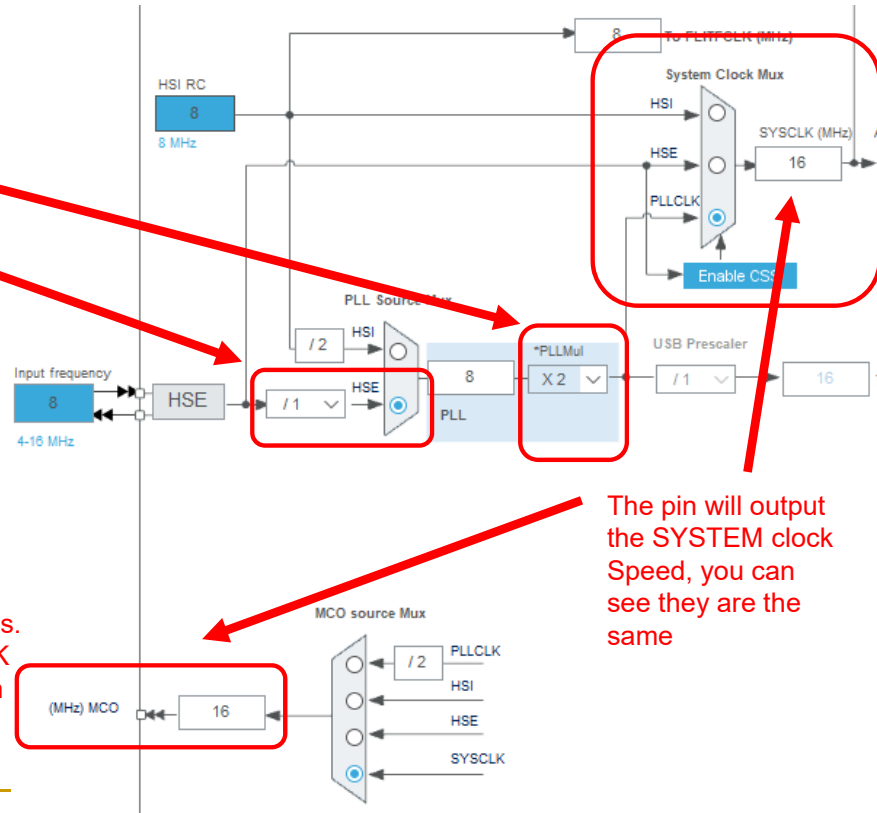 8
To FLITFCLK (MHz)
System Clock Mux
HSI RC
8
8 MHz
HSI
HSE
PLLCLK
SYSCLK (MHz)
16
Enable CSS
PLL Source Mux
/ 2
HSI
Input frequency
8
4-16 MHz
HSE
/ 1
HSE
8
PLL
*PLLMul
X 2
USB Prescaler
/ 1
16
The pin will output
the SYSTEM clock
Speed, you can
see they are the
same
MCO source Mux
s.
K
(MHz) MCO
16
/ 2
PLLCLK
HSI
HSE
SYSCLK